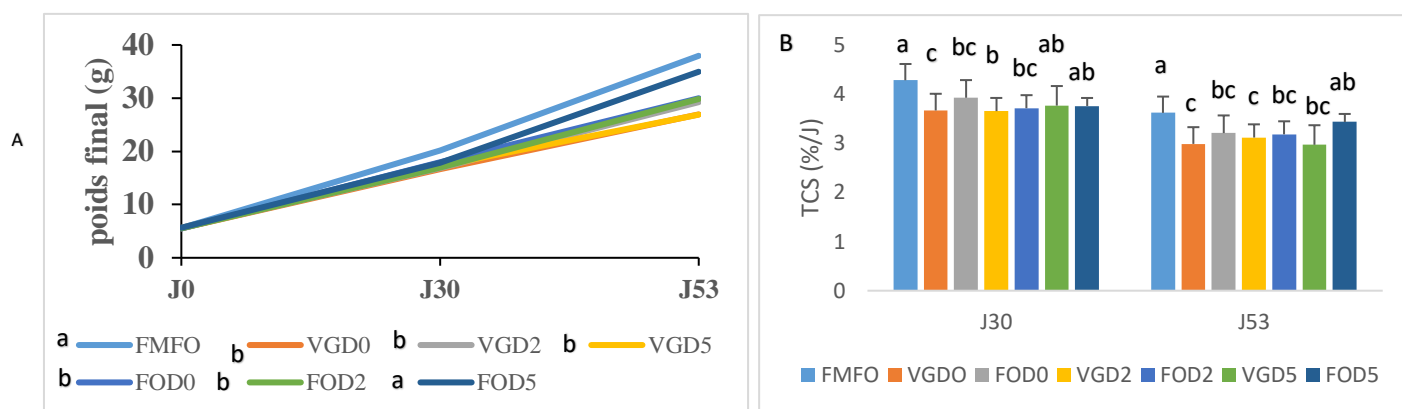 A
poids final (g)
40
30
20
10
0
J0 J30 J53
a FMFO b VGD0 b VGD2 b VGD5
b FOD0 b FOD2 a FOD5
B
TCS (%/J)
5
4
3
2
1
0
a c bc b bc ab ab
a c bc c bc bc ab
J30 J53
FMFO VGDO FOD0 VGD2 FOD2 VGD5 FOD5